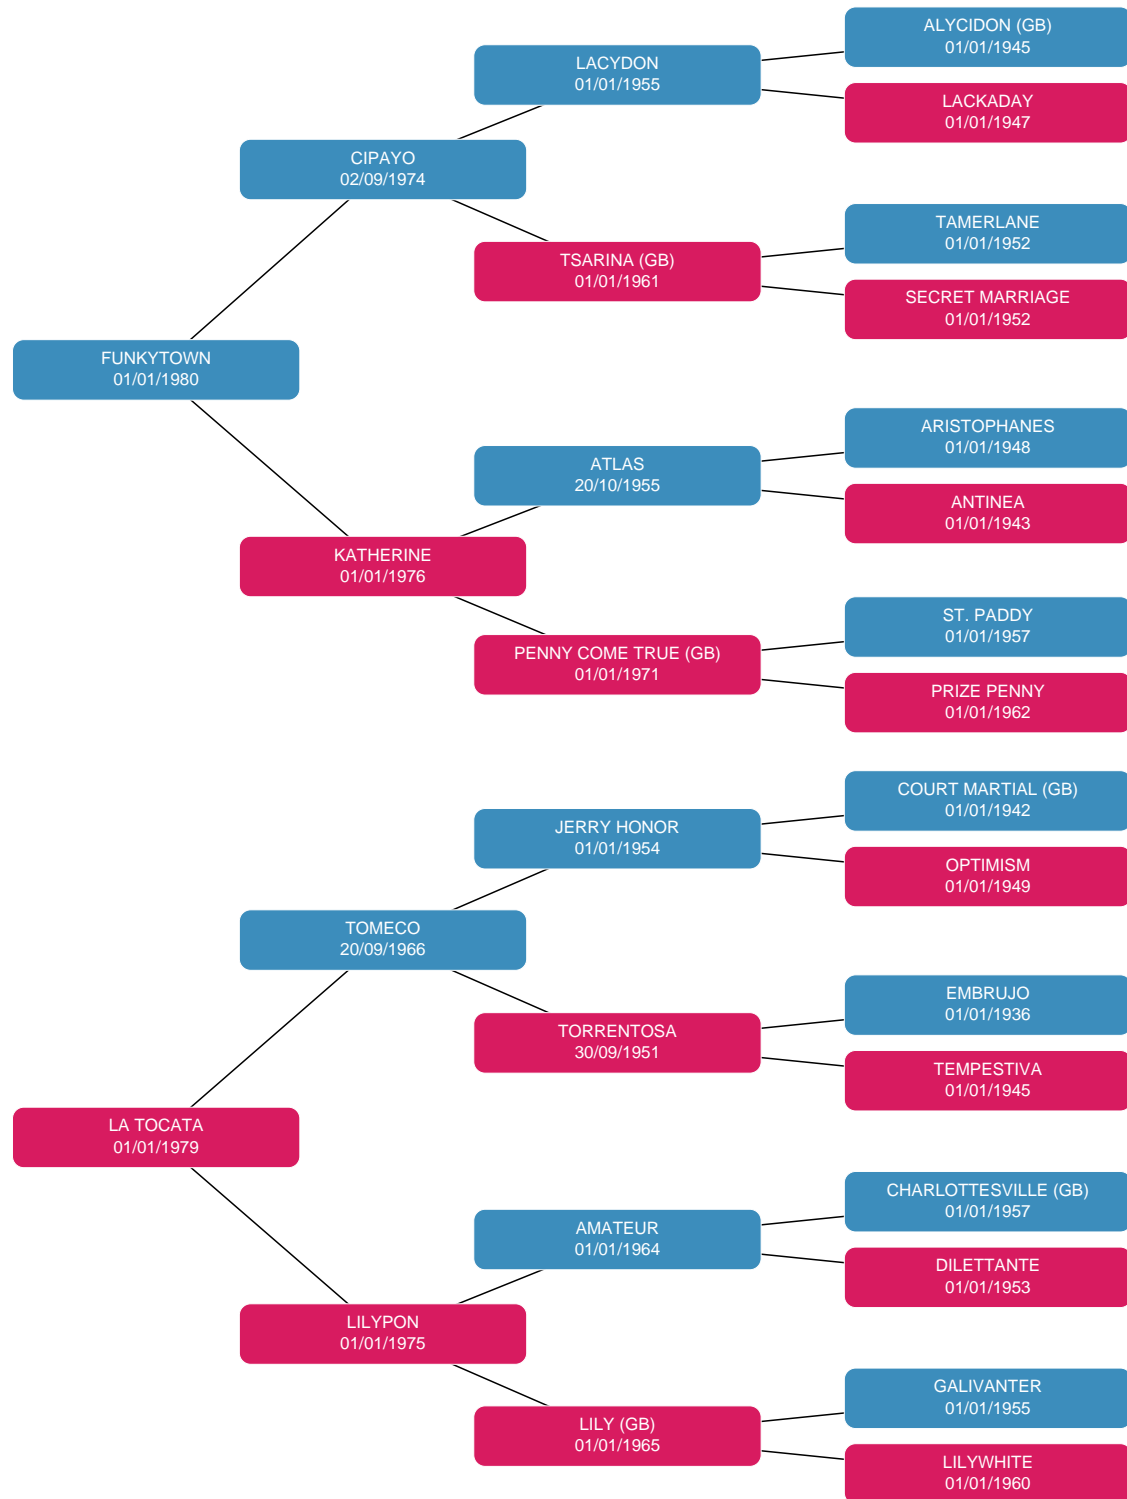 ALYCIDON (GB)
01/01/1945
LACYDON
01/01/1955
LACKADAY
01/01/1947
CIPAYO
02/09/1974
TAMERLANE
01/01/1952
TSARINA (GB)
01/01/1961
SECRET MARRIAGE
01/01/1952
FUNKYTOWN
01/01/1980
ARISTOPHANES
01/01/1948
ATLAS
20/10/1955
ANTINEA
01/01/1943
KATHERINE
01/01/1976
ST. PADDY
01/01/1957
PENNY COME TRUE (GB)
01/01/1971
PRIZE PENNY
01/01/1962
COURT MARTIAL (GB)
01/01/1942
JERRY HONOR
01/01/1954
OPTIMISM
01/01/1949
TOMECO
20/09/1966
EMBRUJO
01/01/1936
TORRENTOSA
30/09/1951
TEMPESTIVA
01/01/1945
LA TOCATA
01/01/1979
CHARLOTTESVILLE (GB)
01/01/1957
AMATEUR
01/01/1964
DILETTANTE
01/01/1953
LILYPON
01/01/1975
GALIVANTER
01/01/1955
LILY (GB)
01/01/1965
LILYWHITE
01/01/1960